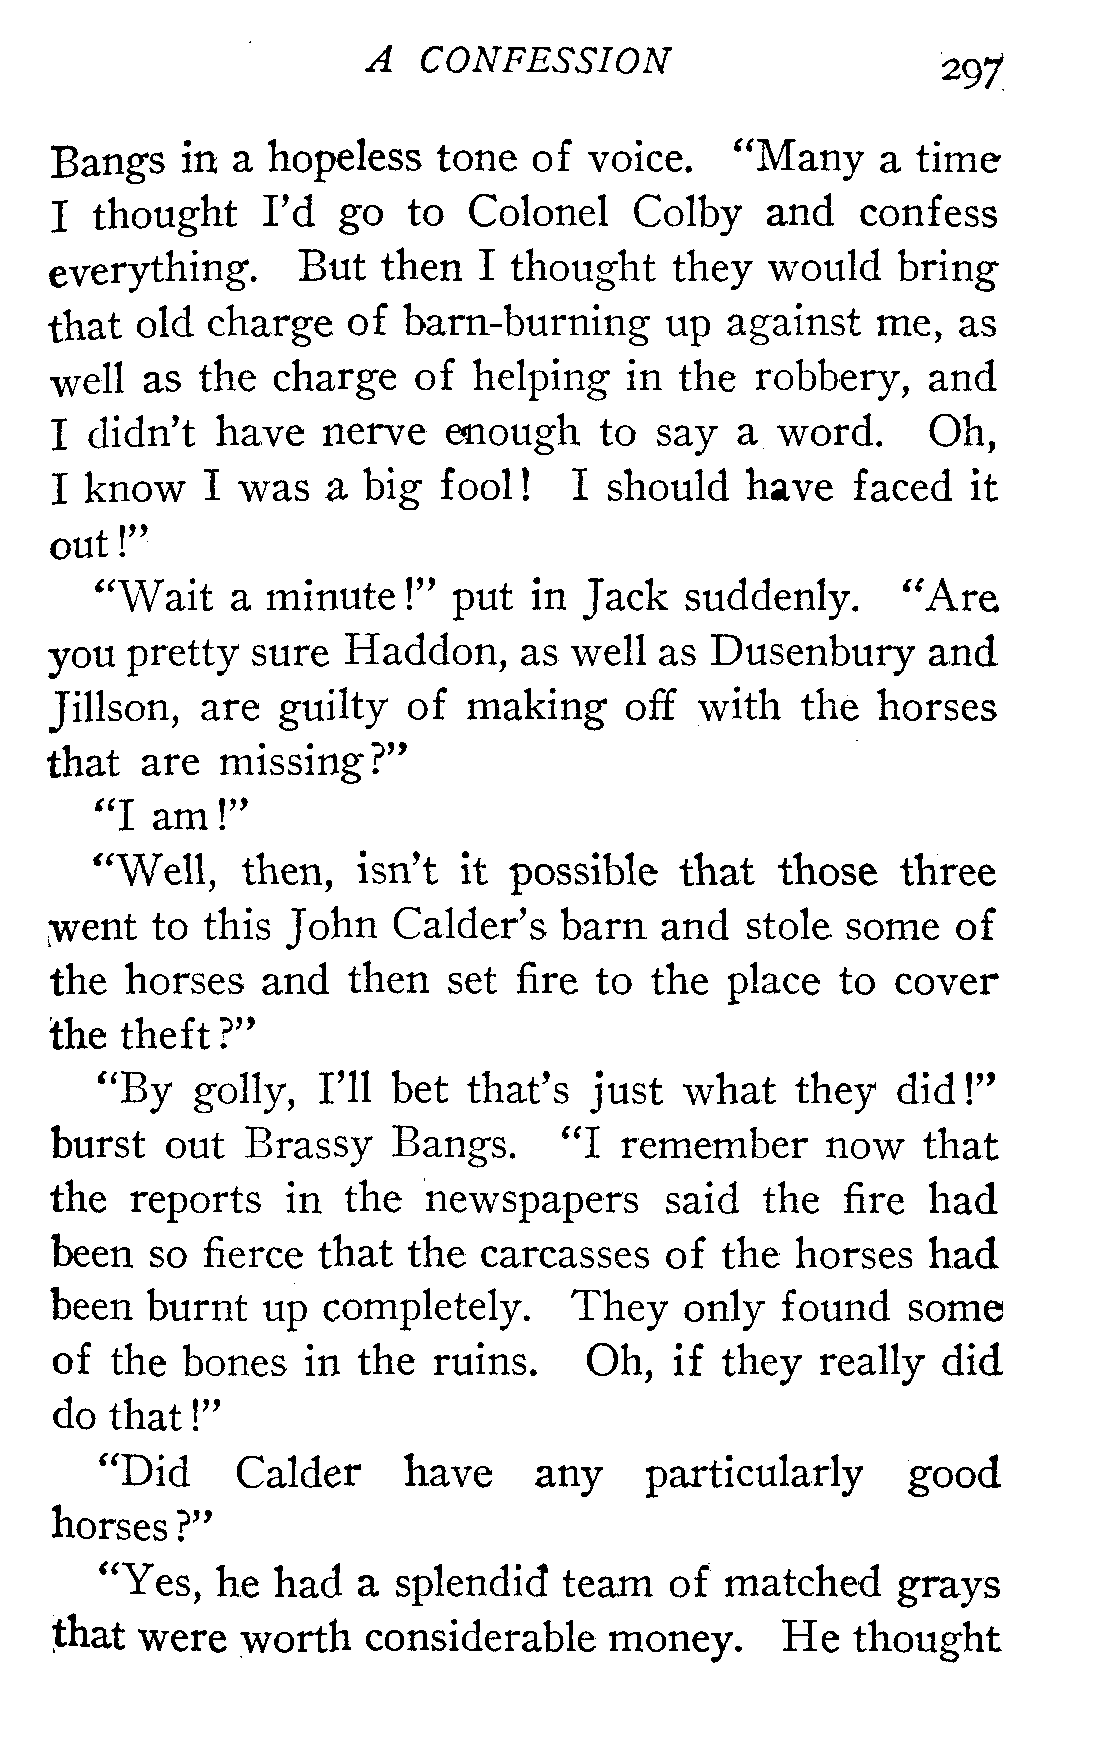 A CONFESSION 297
Bangs in a hopeless tone of voice. “Many a time
I thought I’d go to Colonel Colby and confess
everything. But then I thought they would bring
that old charge of barn-burning up against me, as
well as the charge of helping in the robbery, and
I didn’t have nerve enough to say a word. Oh,
I know I was a big fool! I should have faced it
out!”
“Wait a minute!” put in Jack suddenly. “Are
you pretty sure Haddon, as well as Dusenbury and
Jillson, are guilty of making off with the horses
that are missing?”
“I am!”
“Well, then, isn’t it possible that those three
went to this John Calder’s barn and stole some of
the horses and then set fire to the place to cover
the theft?”
“By golly, I’ll bet that’s just what they did!”
burst out Brassy Bangs. “I remember now that
the reports in the newspapers said the fire had
been so fierce that the carcasses of the horses had
been burnt up completely. They only found some
of the bones in the ruins. Oh, if they really did
do that!”
“Did Calder have any particularly good
horses?”
“Yes, he had a splendid team of matched grays
that were worth considerable money. He thought